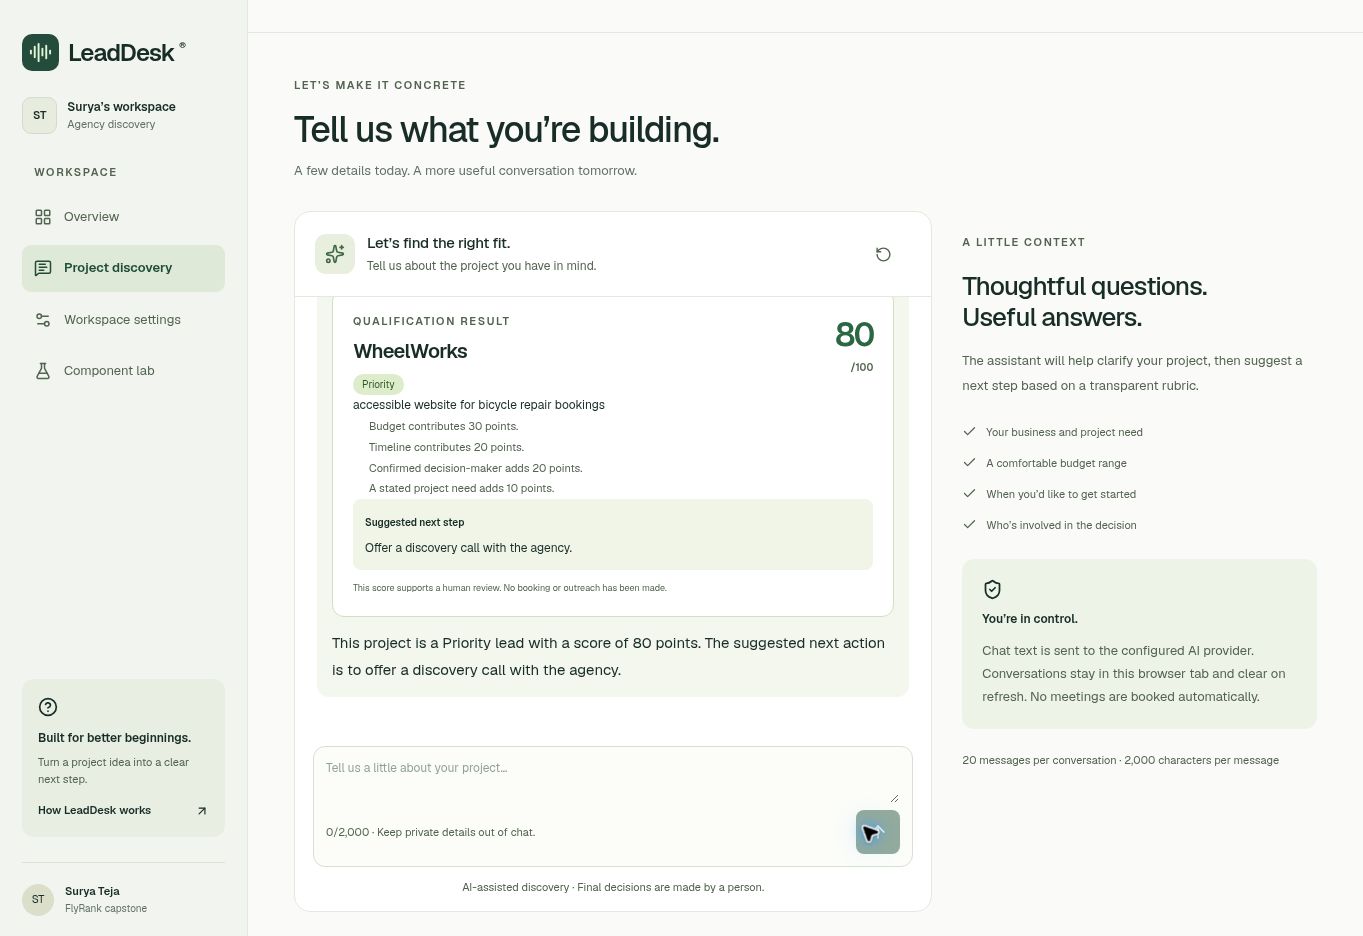 LeadDesk®
ST
Surya's workspace
Agency discovery
WORKSPACE
Overview
Project discovery
Workspace settings
Component lab
Built for better beginnings.
Turn a project idea into a clear
next step.
How LeadDesk works
ST
Surya Teja
FlyRank capstone
LET'S MAKE IT CONCRETE
Tell us what you're building.
A few details today. A more useful conversation tomorrow.
Let's find the right fit.
Tell us about the project you have in mind.
QUALIFICATION RESULT
WheelWorks
80
/100
Priority
accessible website for bicycle repair bookings
Budget contributes 30 points.
Timeline contributes 20 points.
Confirmed decision-maker adds 20 points.
A stated project need adds 10 points.
Suggested next step
Offer a discovery call with the agency.
This score supports a human review. No booking or outreach has been made.
This project is a Priority lead with a score of 80 points. The suggested next action
is to offer a discovery call with the agency.
Tell us a little about your project...
0/2,000 · Keep private details out of chat.
AI-assisted discovery · Final decisions are made by a person.
A LITTLE CONTEXT
Thoughtful questions.
Useful answers.
The assistant will help clarify your project, then suggest a
next step based on a transparent rubric.
Your business and project need
A comfortable budget range
When you'd like to get started
Who's involved in the decision
You're in control.
Chat text is sent to the configured AI provider.
Conversations stay in this browser tab and clear on
refresh. No meetings are booked automatically.
20 messages per conversation · 2,000 characters per message